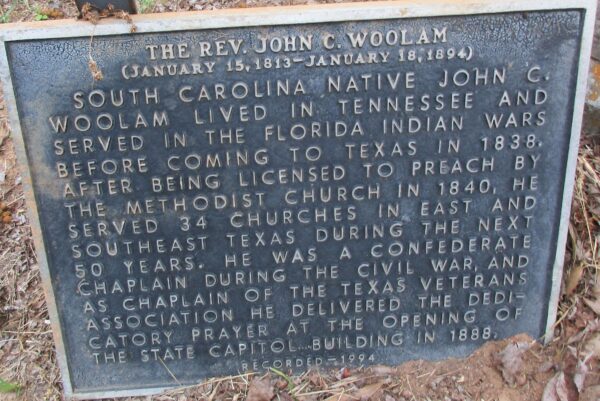 THE REV. JOHN C. WOOLAM
(JANUARY 15, 1813–JANUARY 18, 1894)
SOUTH CAROLINA NATIVE JOHN C.
WOOLAM LIVED IN TENNESSEE AND
SERVED IN THE FLORIDA INDIAN WARS
BEFORE COMING TO TEXAS IN 1838.
AFTER BEING LICENSED TO PREACH BY
THE METHODIST CHURCH IN 1840, HE
SERVED 34 CHURCHES IN EAST AND
SOUTHEAST TEXAS DURING THE NEXT
50 YEARS. HE WAS A CONFEDERATE
CHAPLAIN DURING THE CIVIL WAR, AND
AS CHAPLAIN OF THE TEXAS VETERANS
ASSOCIATION HE DELIVERED THE DEDI-
CATORY PRAYER AT THE OPENING OF
THE STATE CAPITOL BUILDING IN 1888.
RECORDED–1994